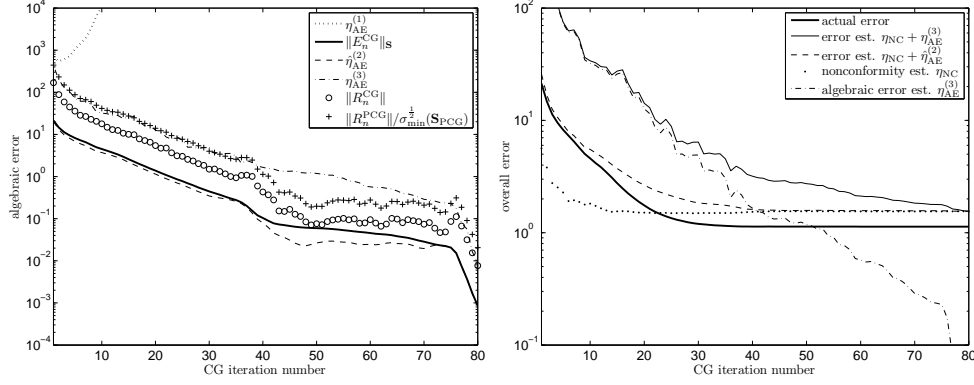 10^4
10^3
10^2
10^1
10^0
10^{-1}
10^{-2}
10^{-3}
10^{-4}
algebraic error
10 20 30 40 50 60 70 80
CG iteration number
η_AE^(1)
‖E_n^CG‖_S
η̂_AE^(2)
η_AE^(3)
‖R_n^CG‖
‖R_n^PCG‖/σ_min^{1/2}(S_PCG)
10^2
10^1
10^0
10^{-1}
overall error
10 20 30 40 50 60 70 80
CG iteration number
actual error
error est. η_NC + η_AE^(3)
error est. η_NC + η̂_AE^(2)
nonconformity est. η_NC
algebraic error est. η_AE^(3)